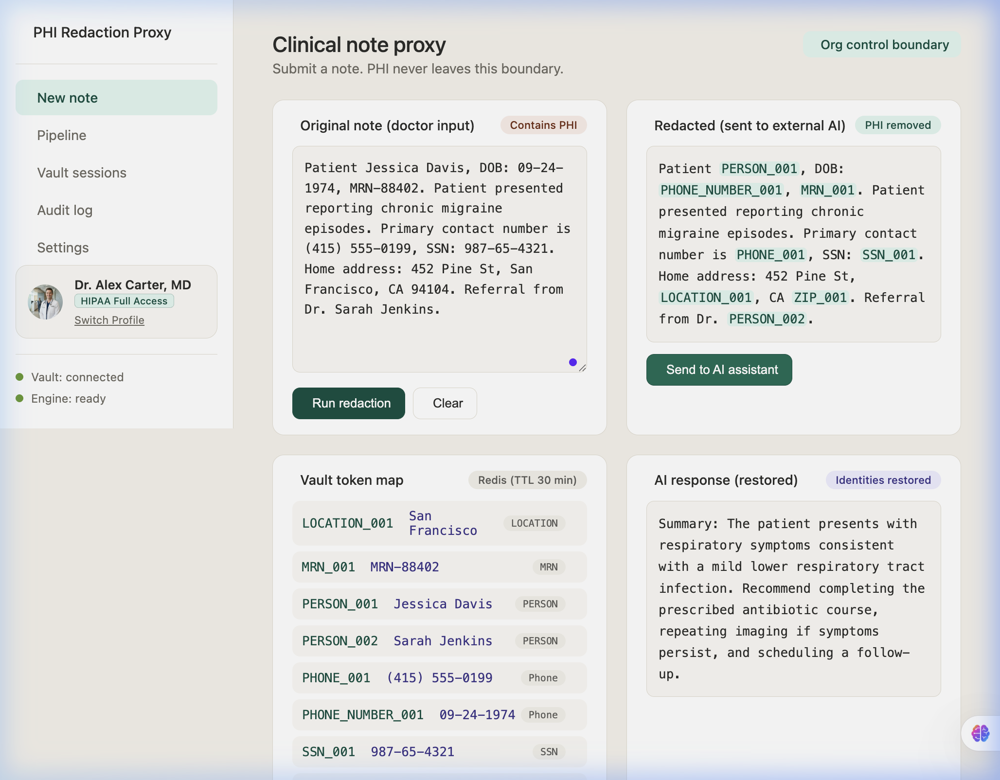 PHI Redaction Proxy
New note
Pipeline
Vault sessions
Audit log
Settings
Dr. Alex Carter, MD
HIPAA Full Access
Switch Profile
Vault: connected
Engine: ready
Clinical note proxy
Submit a note. PHI never leaves this boundary.
Org control boundary
Original note (doctor input)
Contains PHI
Patient Jessica Davis, DOB: 09-24-
1974, MRN-88402. Patient presented
reporting chronic migraine
episodes. Primary contact number is
(415) 555-0199, SSN: 987-65-4321.
Home address: 452 Pine St, San
Francisco, CA 94104. Referral from
Dr. Sarah Jenkins.
Run redaction
Clear
Redacted (sent to external AI)
PHI removed
Patient PERSON_001, DOB:
PHONE_NUMBER_001, MRN_001. Patient
presented reporting chronic
migraine episodes. Primary contact
number is PHONE_001, SSN: SSN_001.
Home address: 452 Pine St,
LOCATION_001, CA ZIP_001. Referral
from Dr. PERSON_002.
Send to AI assistant
Vault token map
Redis (TTL 30 min)
LOCATION_001 San Francisco LOCATION
MRN_001 MRN-88402 MRN
PERSON_001 Jessica Davis PERSON
PERSON_002 Sarah Jenkins PERSON
PHONE_001 (415) 555-0199 Phone
PHONE_NUMBER_001 09-24-1974 Phone
SSN_001 987-65-4321 SSN
AI response (restored)
Identities restored
Summary: The patient presents with
respiratory symptoms consistent
with a mild lower respiratory tract
infection. Recommend completing the
prescribed antibiotic course,
repeating imaging if symptoms
persist, and scheduling a follow-
up.